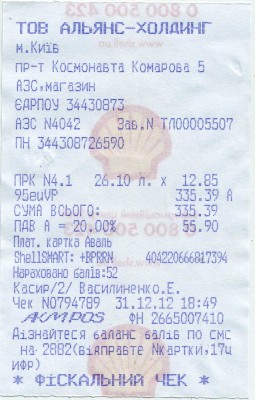 ТОВ АЛЬЯНС-ХОЛДИНГ
м.Київ
пр-т Космонавта Комарова 5
АЗС,магазин
ЄДРПОУ 34430873
АЗС N4042 Зав.N ТЛ00005507
ПН 344308726590
ПРК N4.1 26.10 л. х 12.85
95euVP 335.39 А
СУМА ВСЬОГО: 335.39
ПДВ А = 20.00% 55.90
Плат. картка Аваль
ShellSMART: +BPRRN 404220666817394
Нараховано балів:52
Касир/2/ Василиненко.Е.
Чек N0794789 31.12.12 18:49
AKMPOS ФН 2665007410
Дізнайтеся баланс балів по смс
на 2882(віяправте Nкартки,17ц
ифр)
* ФІСКАЛЬНИЙ ЧЕК *